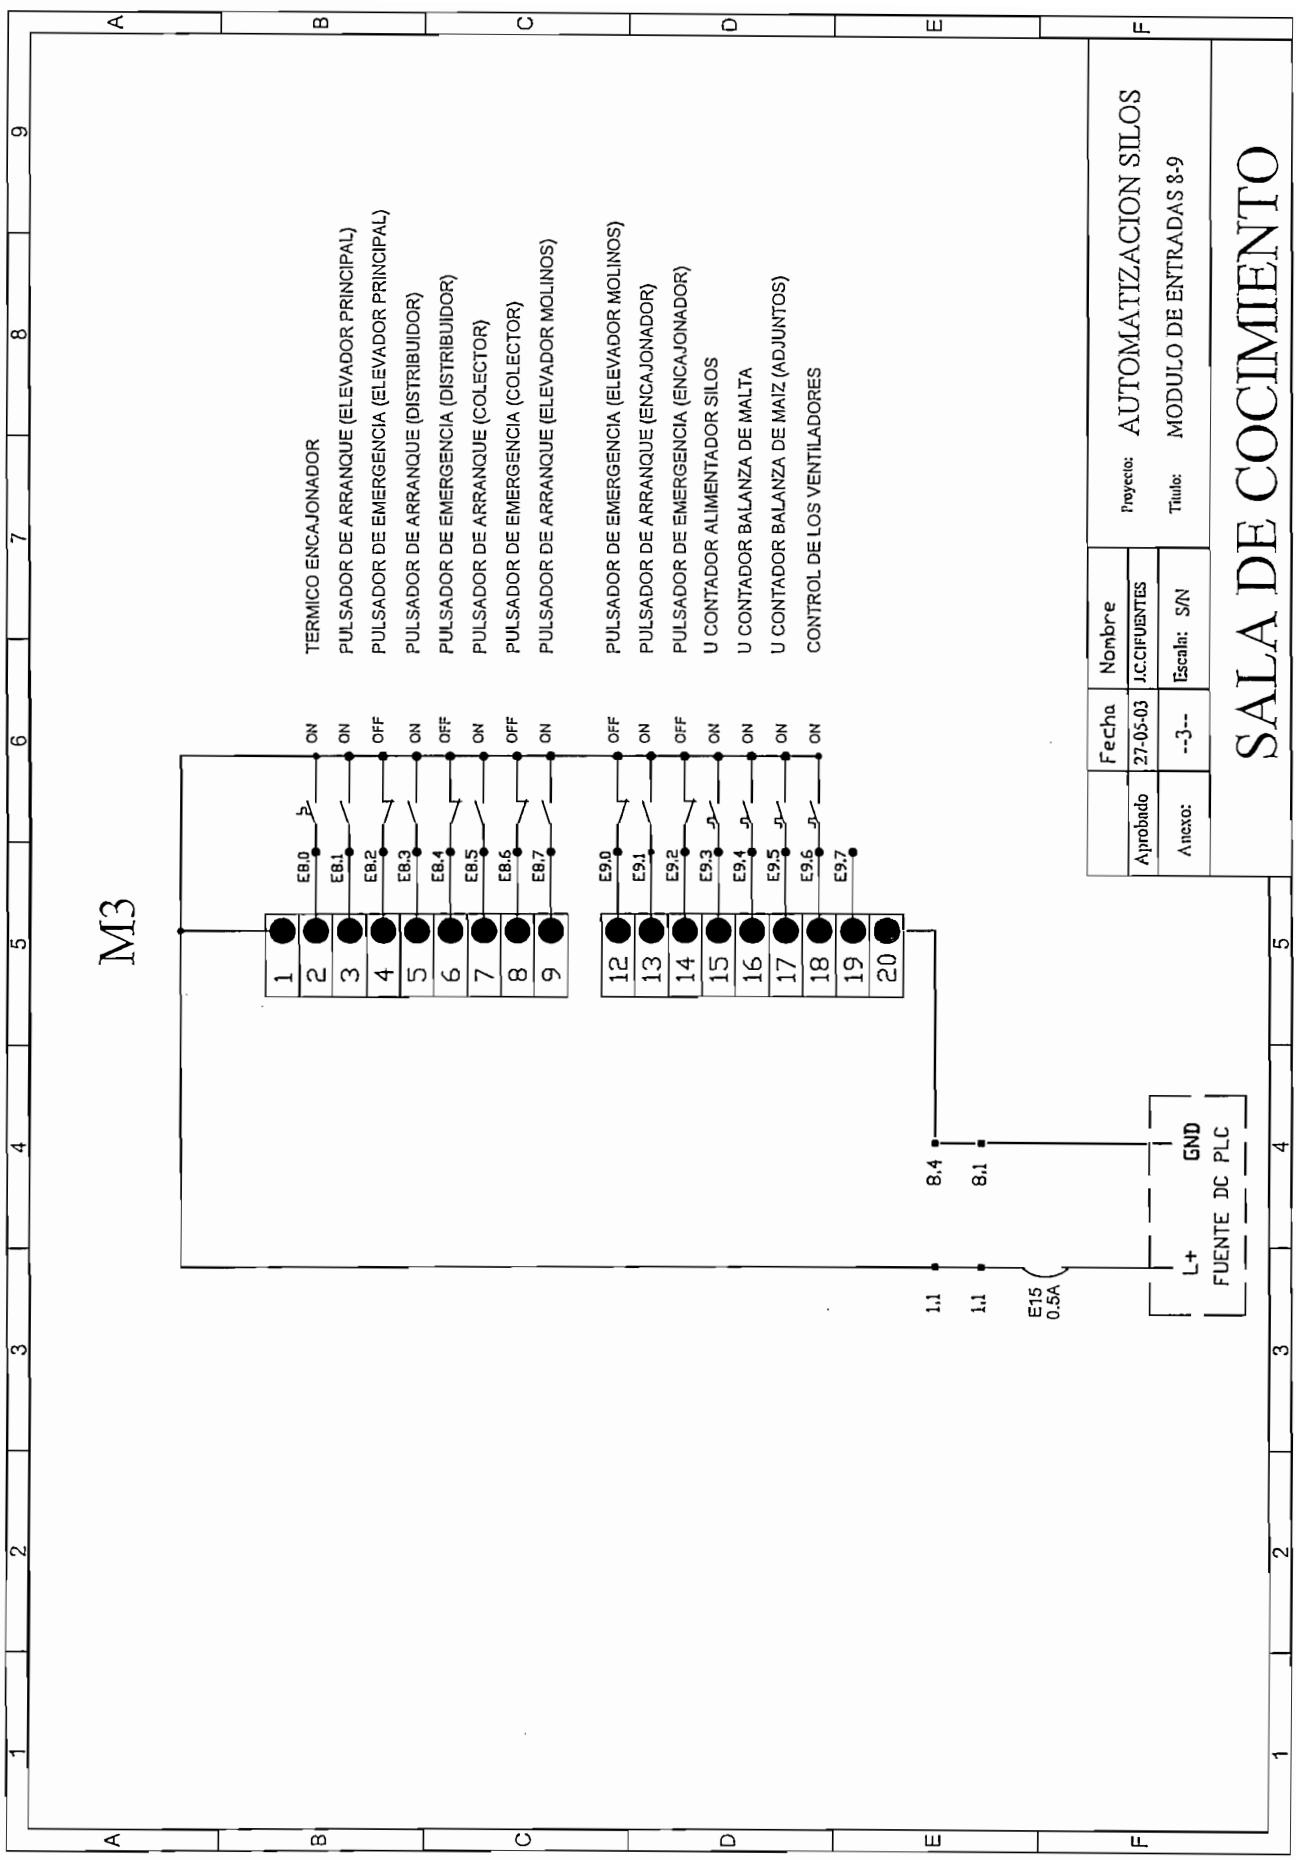 1 2 3 4 5 6 7 8 9
A
B
C
D
E
F
M3
1
2 E8.0 ON TERMICO ENCAJONADOR
3 E8.1 ON PULSADOR DE ARRANQUE (ELEVADOR PRINCIPAL)
4 E8.2 OFF PULSADOR DE EMERGENCIA (ELEVADOR PRINCIPAL)
5 E8.3 ON PULSADOR DE ARRANQUE (DISTRIBUIDOR)
6 E8.4 OFF PULSADOR DE EMERGENCIA (DISTRIBUIDOR)
7 E8.5 ON PULSADOR DE ARRANQUE (COLECTOR)
8 E8.6 OFF PULSADOR DE EMERGENCIA (COLECTOR)
9 E8.7 ON PULSADOR DE ARRANQUE (ELEVADOR MOLINOS)
12 E9.0 OFF PULSADOR DE EMERGENCIA (ELEVADOR MOLINOS)
13 E9.1 ON PULSADOR DE ARRANQUE (ENCAJONADOR)
14 E9.2 OFF PULSADOR DE EMERGENCIA (ENCAJONADOR)
15 E9.3 ON U CONTADOR ALIMENTADOR SILOS
16 E9.4 ON U CONTADOR BALANZA DE MALTA
17 E9.5 ON U CONTADOR BALANZA DE MAIZ (ADJUNTOS)
18 E9.6 ON CONTROL DE LOS VENTILADORES
19 E9.7
20
1.1 8.4
1.1 8.1
E15
0.5A
L+ GND
FUENTE DC PLC
Fecha Nombre
Aprobado 27-05-03 J.C.CIFUENTES
Anexo: --3-- Escala: S/N
Proyecto: AUTOMATIZACION SILOS
Titulo: MODULO DE ENTRADAS 8-9
SALA DE COCIMIENTO
A
B
C
D
E
F
1 2 3 4 5